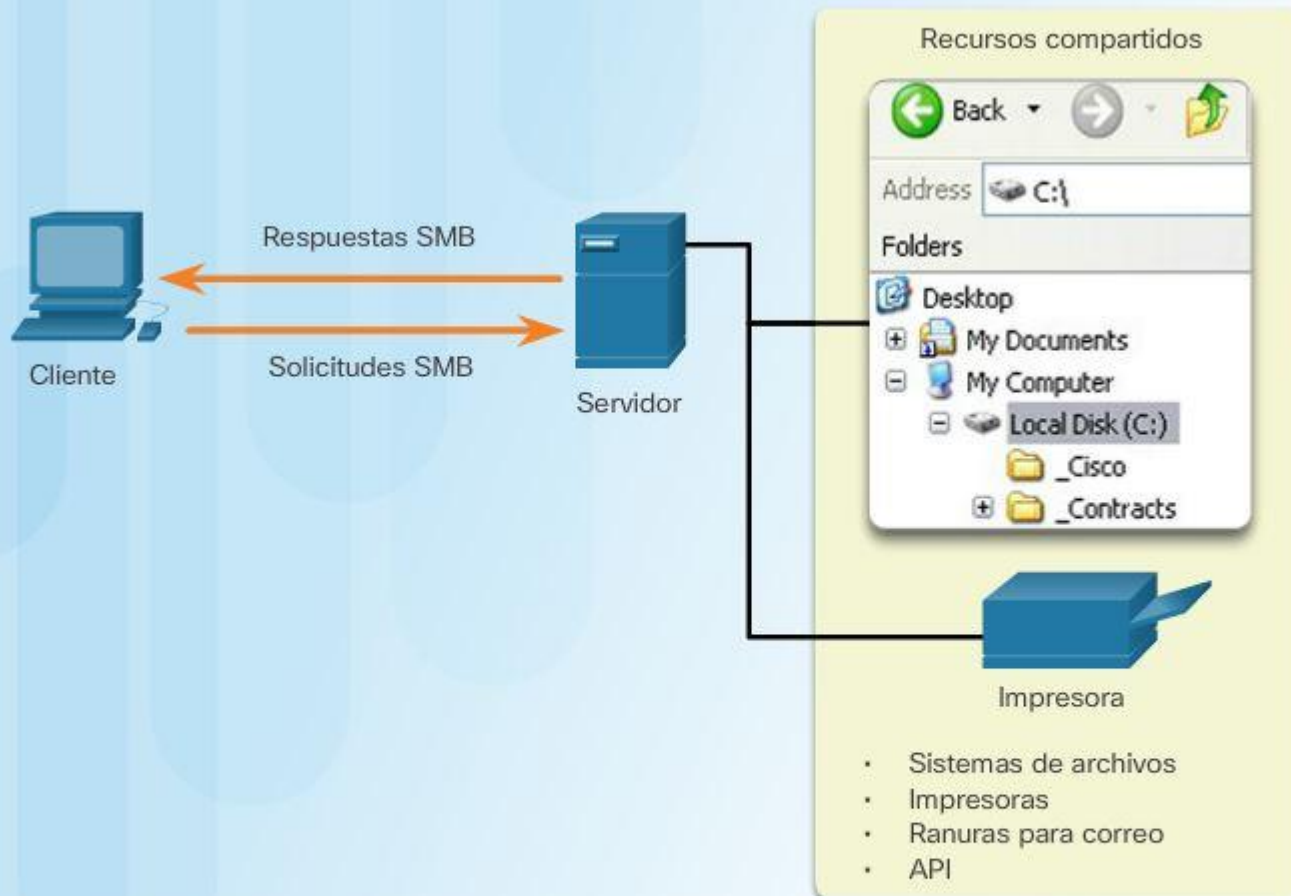 Recursos compartidos
Back
Address C:\
Folders
Desktop
My Documents
My Computer
Local Disk (C:)
_Cisco
_Contracts
Respuestas SMB
Solicitudes SMB
Cliente
Servidor
Impresora
· Sistemas de archivos
· Impresoras
· Ranuras para correo
· API